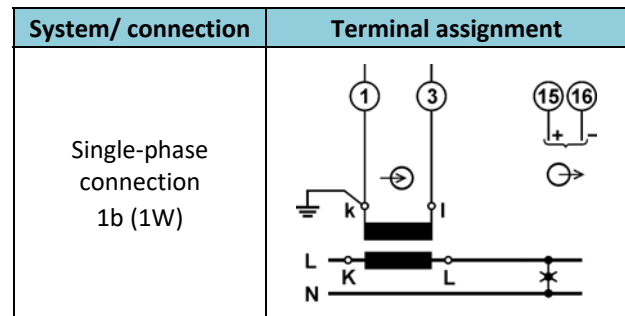 System/ connection
Terminal assignment
Single-phase
connection
1b (1W)
1 3 15 16
+ –
k l
L K L
N